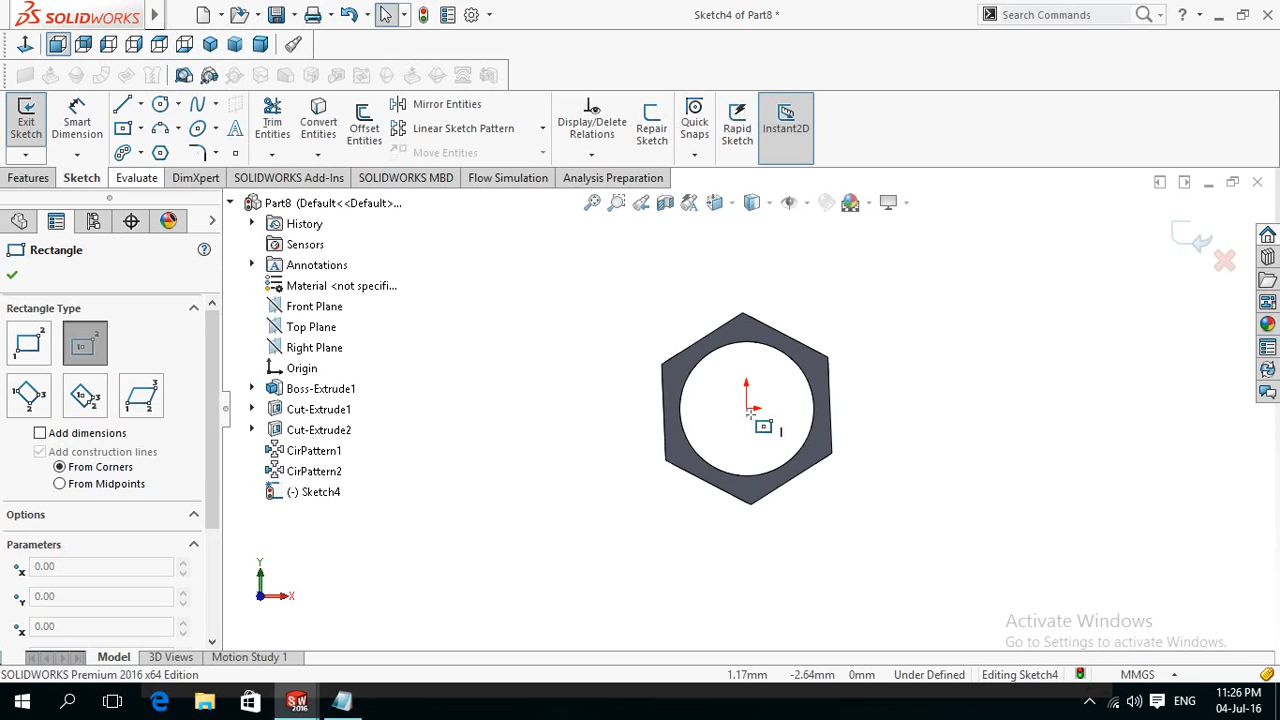 SOLIDWORKS
Sketch4 of Part8 *
Search Commands
Exit Sketch
Smart Dimension
Trim Entities
Convert Entities
Offset Entities
Mirror Entities
Linear Sketch Pattern
Move Entities
Display/Delete Relations
Repair Sketch
Quick Snaps
Rapid Sketch
Instant2D
Features
Sketch
Evaluate
DimXpert
SOLIDWORKS Add-Ins
SOLIDWORKS MBD
Flow Simulation
Analysis Preparation
Rectangle
Rectangle Type
Add dimensions
Add construction lines
From Corners
From Midpoints
Options
Parameters
0.00
0.00
0.00
Part8 (Default<<Default>...
History
Sensors
Annotations
Material <not specifi...
Front Plane
Top Plane
Right Plane
Origin
Boss-Extrude1
Cut-Extrude1
Cut-Extrude2
CirPattern1
CirPattern2
(-) Sketch4
Y
X
Activate Windows
Go to Settings to activate Windows.
Model
3D Views
Motion Study 1
SOLIDWORKS Premium 2016 x64 Edition
1.17mm
-2.64mm
0mm
Under Defined
Editing Sketch4
MMGS
ENG
11:26 PM
04-Jul-16